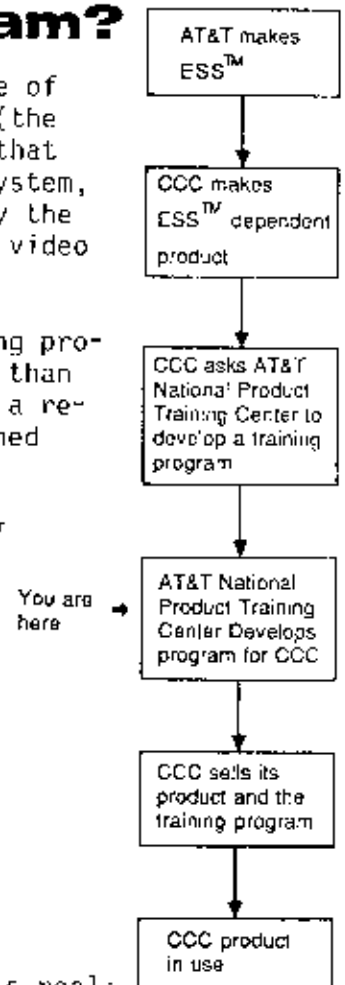 am?
e of
(the
that
ystem,
y the
video
ng pro-
than
a re-
ned
You are
here
AT&T makes
ESS™
CCC makes
ESS™ dependent
product
CCC asks AT&T
National Product
Training Center to
develop a training
program
AT&T National
Product Training
Center Develops
program for CCC
CCC sells its
product and the
training program
CCC product
in use